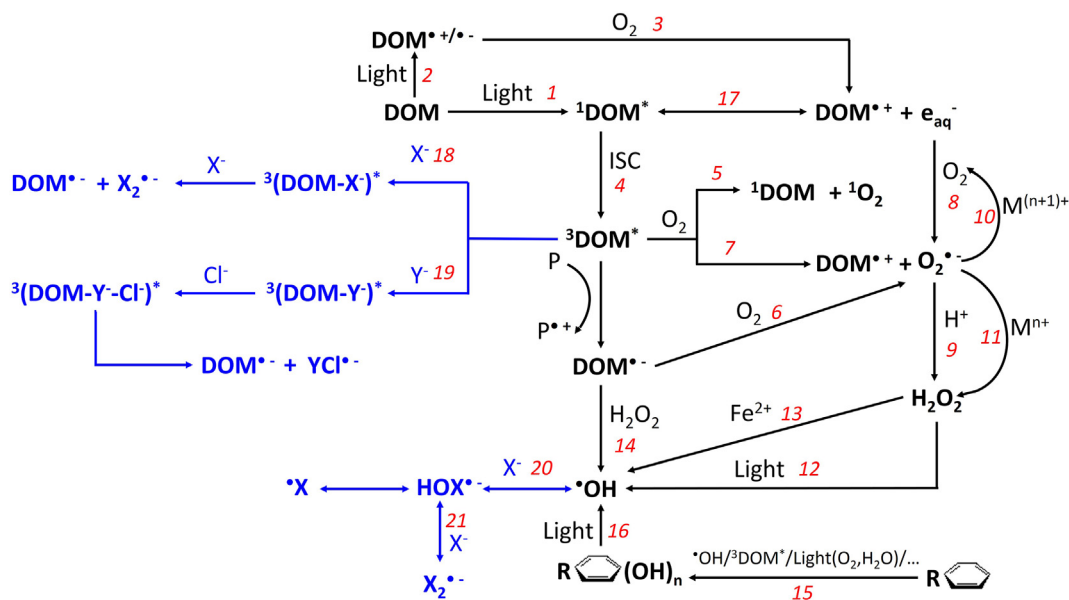 O₂ 3
DOM•⁺/•⁻
Light 2
Light 1
17
DOM
¹DOM*
DOM•⁺ + e_aq⁻
X⁻ 18
X⁻
ISC
4
5
O₂
8
10
M⁽ⁿ⁺¹⁾⁺
DOM•⁻ + X₂•⁻
³(DOM-X⁻)*
¹DOM + ¹O₂
³DOM*
O₂
7
P
DOM•⁺ + O₂•⁻
Cl⁻
Y⁻ 19
³(DOM-Y⁻-Cl⁻)*
³(DOM-Y⁻)*
P•⁺
O₂ 6
H⁺
9
11
Mⁿ⁺
DOM•⁻ + YCl•⁻
DOM•⁻
H₂O₂
H₂O₂
14
Fe²⁺ 13
X⁻ 20
Light 12
•X
HOX•⁻
•OH
21
X⁻
Light 16
•OH/³DOM*/Light(O₂,H₂O)/...
X₂•⁻
R (OH)ₙ
15
R